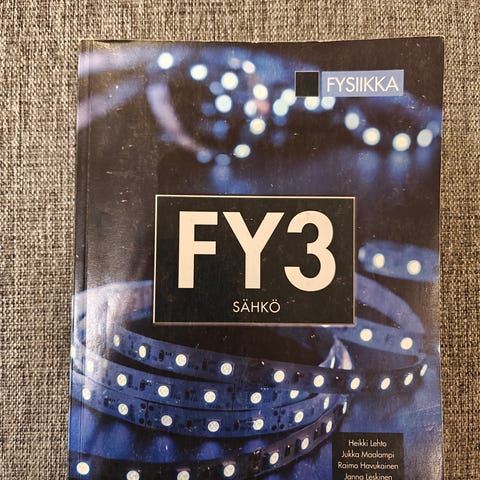 FYSIIKKA
FY3
SÄHKÖ
Heikki Lehto
Jukka Maalampi
Raimo Havukainen
Janna Leskinen